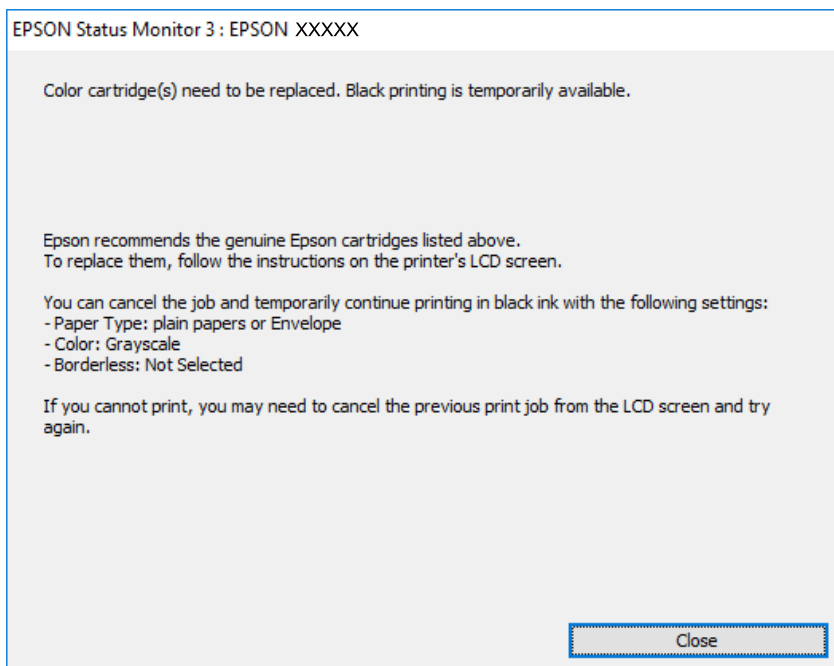 EPSON Status Monitor 3 : EPSON XXXXX
Color cartridge(s) need to be replaced. Black printing is temporarily available.
Epson recommends the genuine Epson cartridges listed above.
To replace them, follow the instructions on the printer's LCD screen.
You can cancel the job and temporarily continue printing in black ink with the following settings:
- Paper Type: plain papers or Envelope
- Color: Grayscale
- Borderless: Not Selected
If you cannot print, you may need to cancel the previous print job from the LCD screen and try
again.
Close